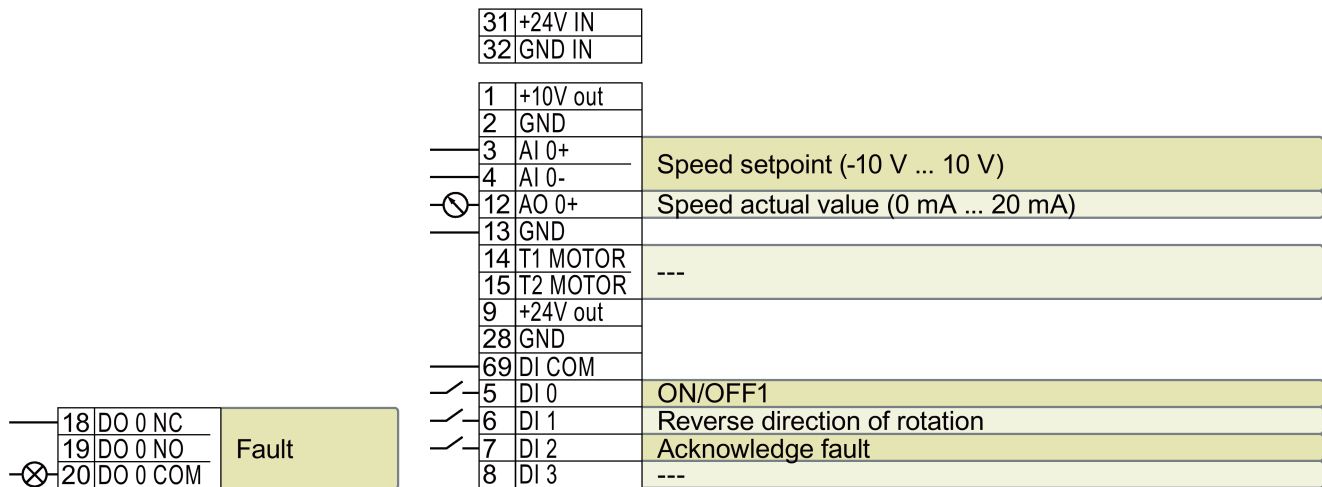 31 +24V IN
32 GND IN
1 +10V out
2 GND
3 AI 0+
4 AI 0-
Speed setpoint (-10 V ... 10 V)
12 AO 0+ Speed actual value (0 mA ... 20 mA)
13 GND
14 T1 MOTOR
15 T2 MOTOR
---
9 +24V out
28 GND
69 DI COM
5 DI 0 ON/OFF1
6 DI 1 Reverse direction of rotation
7 DI 2 Acknowledge fault
8 DI 3 ---
18 DO 0 NC
19 DO 0 NO Fault
20 DO 0 COM